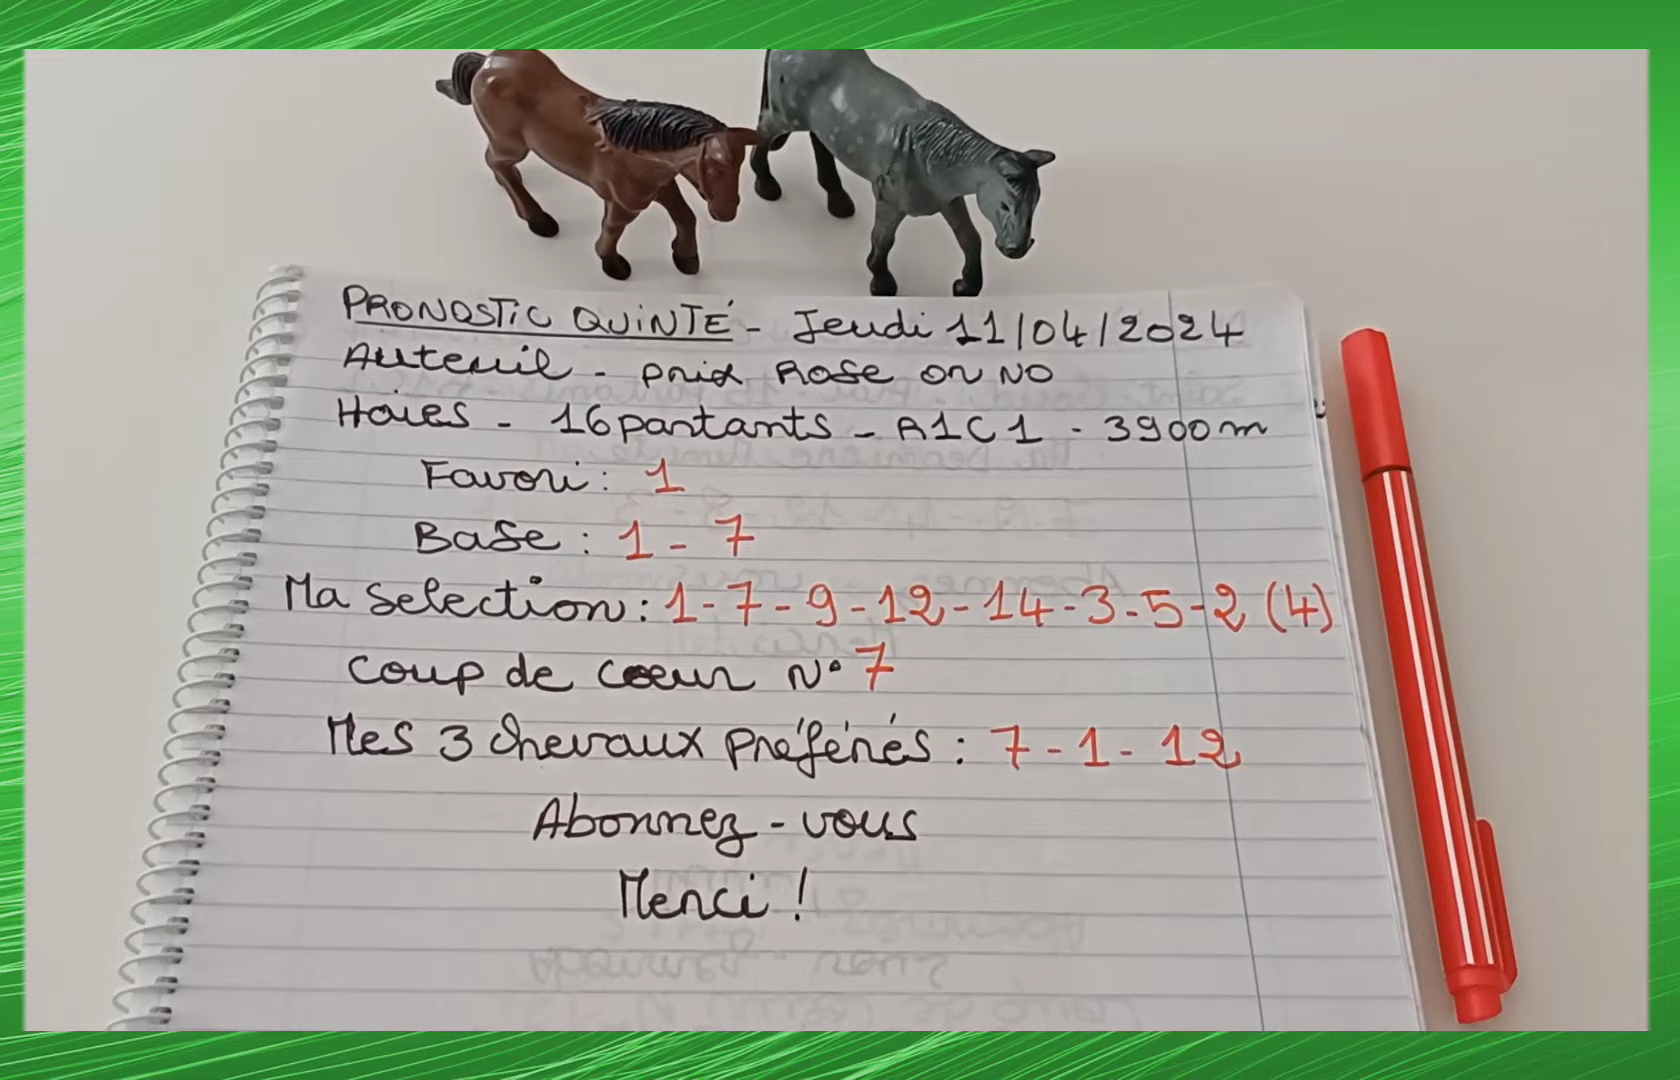 PRONOSTIC QUINTÉ - Jeudi 11/04/2024
Auteuil - prix Rose or No
Haies - 16 partants - R1C1 - 3900m
Favori : 1
Base : 1 - 7
Ma selection : 1 - 7 - 9 - 12 - 14 - 3 - 5 - 2 (4)
Coup de coeur N° 7
Mes 3 chevaux préférés : 7 - 1 - 12
Abonnez - vous
Merci !